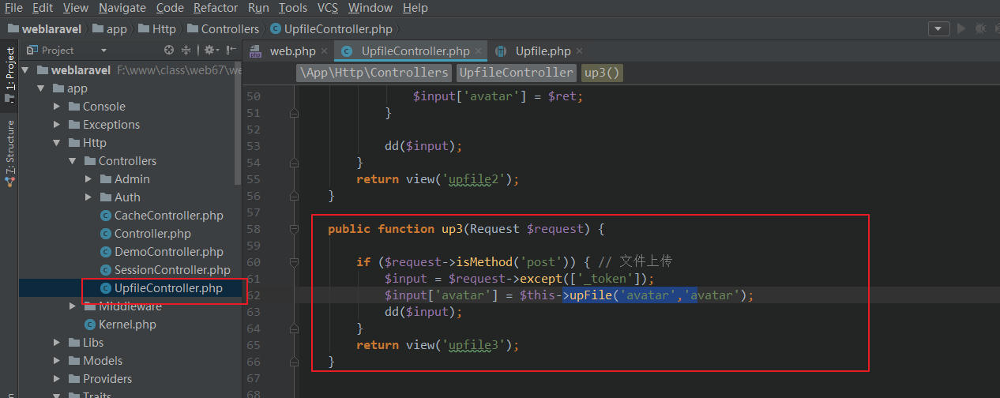 File Edit View Navigate Code Refactor Run Tools VCS Window Help
weblaravel app Http Controllers UpfileController.php
Project
web.php × UpfileController.php × Upfile.php ×
1: Project
7: Structure
\App\Http\Controllers UpfileController up3()
weblaravel F:\www\class\web67\we
app
Console
Exceptions
Http
Controllers
Admin
Auth
CacheController.php
Controller.php
DemoController.php
SessionController.php
UpfileController.php
Middleware
Kernel.php
Libs
Models
Providers
Traits
50 $input['avatar'] = $ret;
51 }
52
53 dd($input);
54 }
55 return view('upfile2');
56 }
57
58 public function up3(Request $request) {
59
60 if ($request->isMethod('post')) { // 文件上传
61 $input = $request->except(['_token']);
62 $input['avatar'] = $this->upFile('avatar','avatar');
63 dd($input);
64 }
65 return view('upfile3');
66 }
67
68